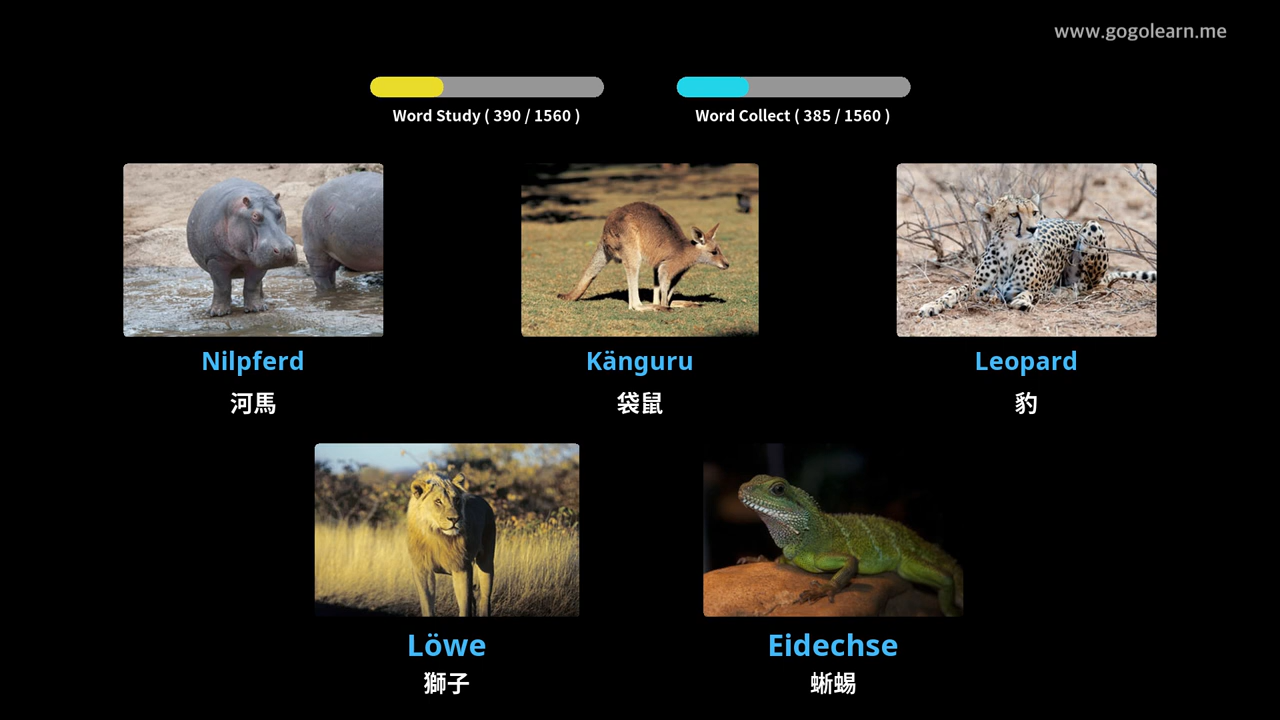 www.gogolearn.me
Word Study ( 390 / 1560 )
Word Collect ( 385 / 1560 )
Nilpferd
Känguru
Leopard
河馬
袋鼠
豹
Löwe
Eidechse
獅子
蜥蜴